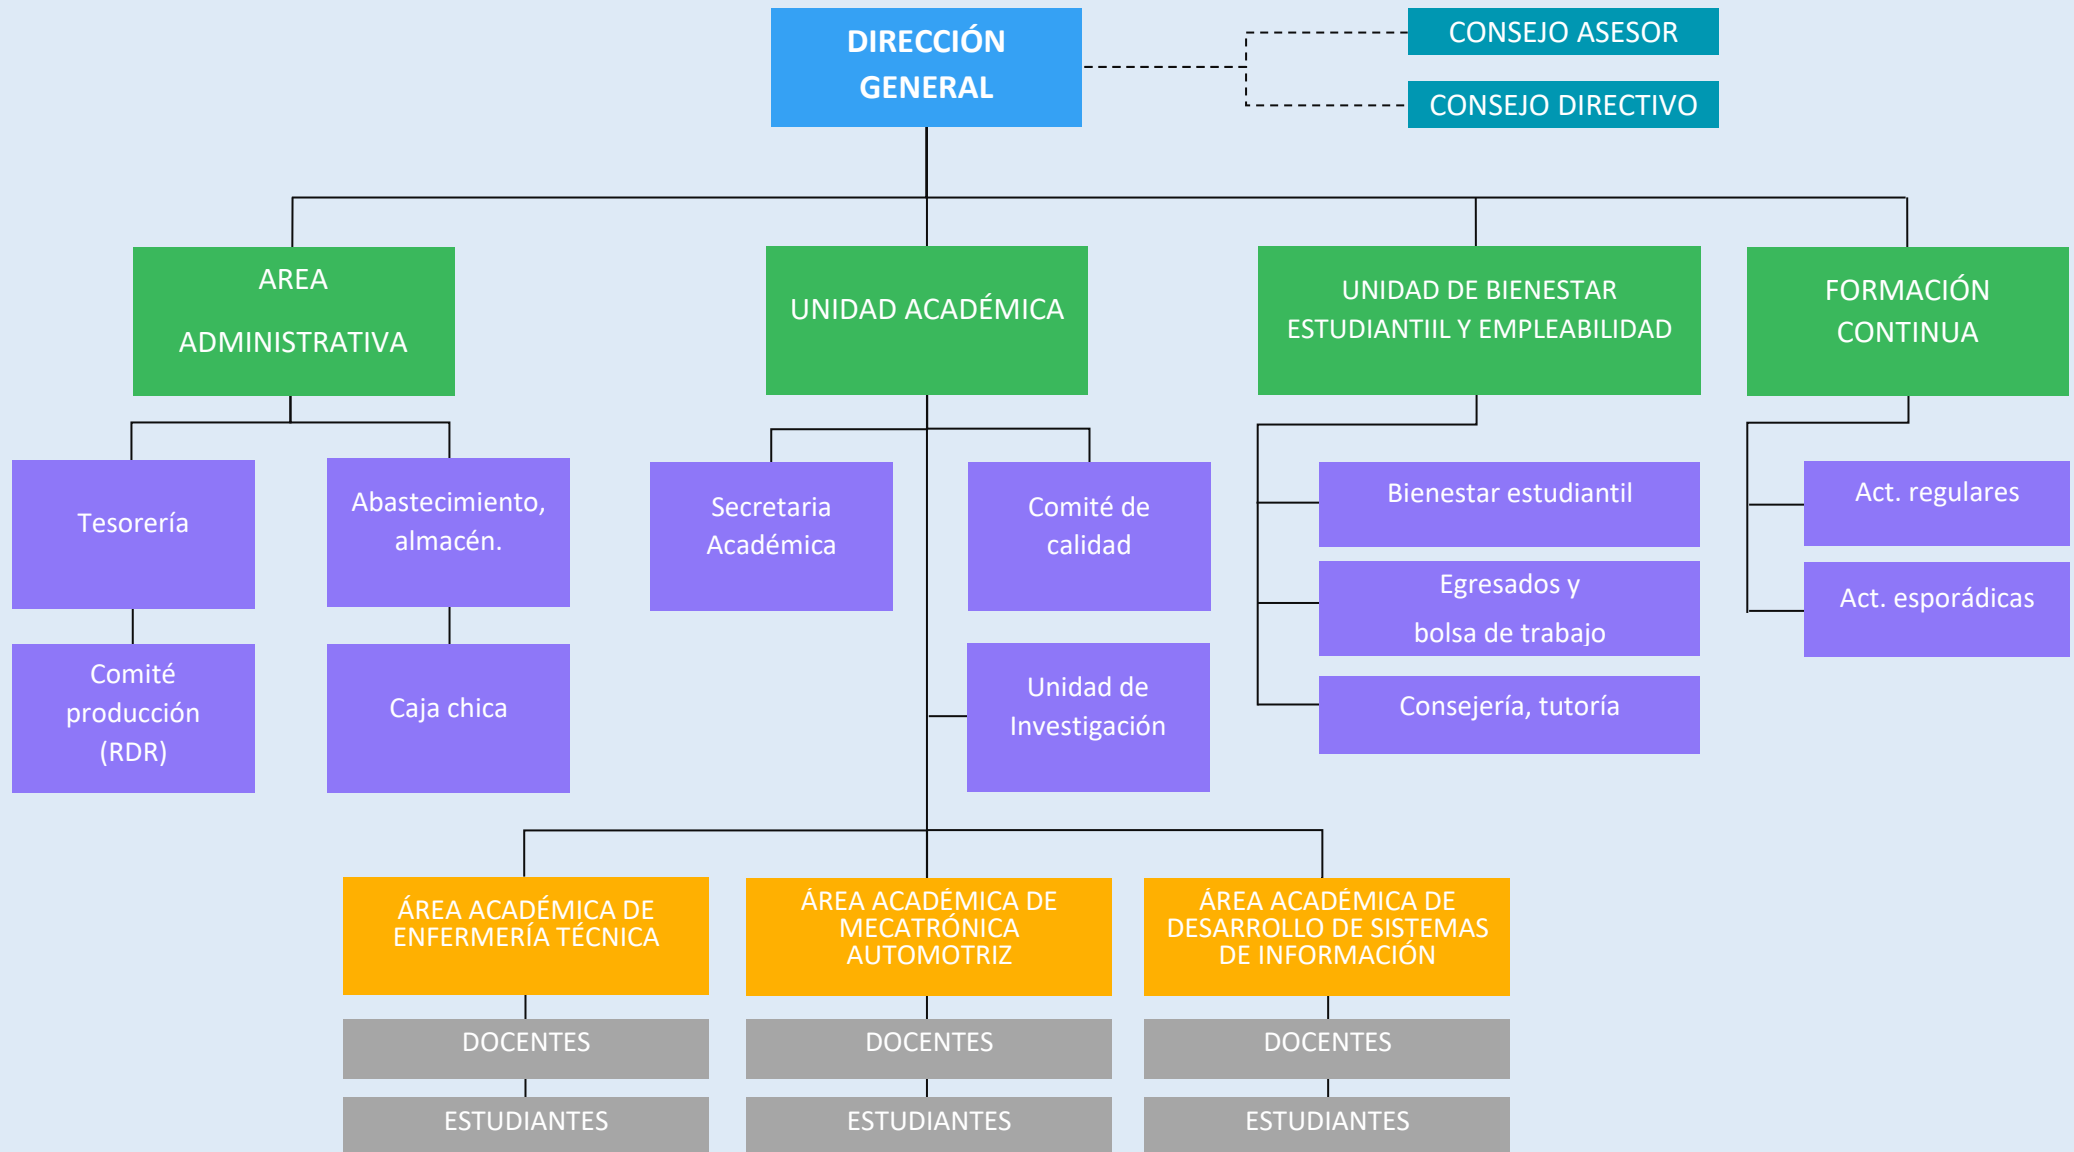 DIRECCIÓN
GENERAL
CONSEJO ASESOR
CONSEJO DIRECTIVO
AREA
ADMINISTRATIVA
UNIDAD ACADÉMICA
UNIDAD DE BIENESTAR
ESTUDIANTIIL Y EMPLEABILIDAD
FORMACIÓN
CONTINUA
Tesorería
Abastecimiento,
almacén.
Secretaria
Académica
Comité de
calidad
Bienestar estudiantil
Act. regulares
Egresados y
bolsa de trabajo
Act. esporádicas
Comité
producción
(RDR)
Caja chica
Unidad de
Investigación
Consejería, tutoría
ÁREA ACADÉMICA DE
ENFERMERÍA TÉCNICA
ÁREA ACADÉMICA DE
MECATRÓNICA
AUTOMOTRIZ
ÁREA ACADÉMICA DE
DESARROLLO DE SISTEMAS
DE INFORMACIÓN
DOCENTES
DOCENTES
DOCENTES
ESTUDIANTES
ESTUDIANTES
ESTUDIANTES